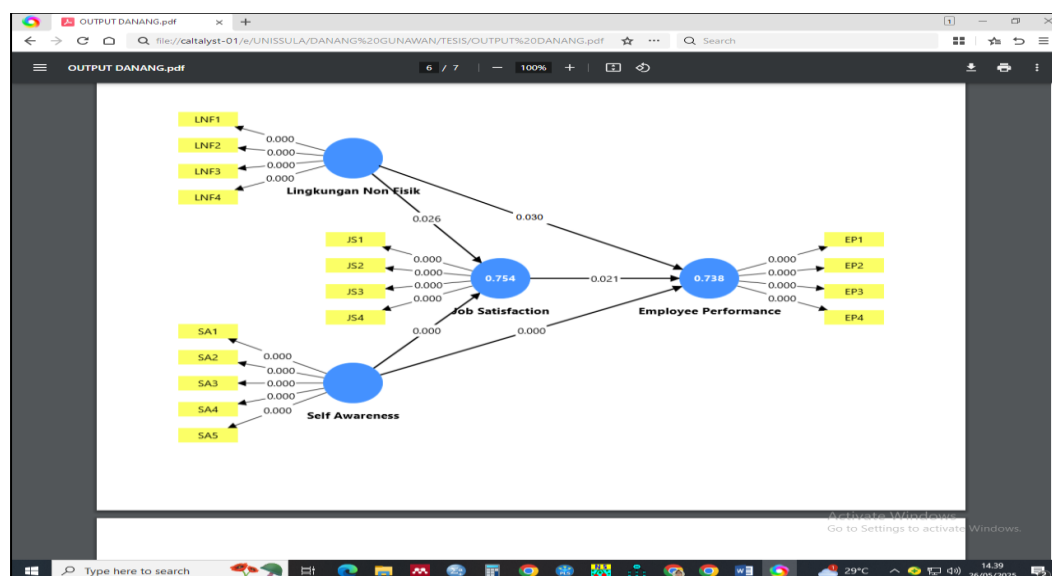 OUTPUT DANANG.pdf
file://caltalyst-01/e/UNISSULA/DANANG%20GUNAWAN/TESIS/OUTPUT%20DANANG.pdf
Search
OUTPUT DANANG.pdf
6 / 7
100%
LNF1
LNF2
LNF3
LNF4
0.000
0.000
0.000
0.000
Lingkungan Non Fisik
0.026
0.030
JS1
JS2
JS3
JS4
0.000
0.000
0.000
0.000
0.754
Job Satisfaction
0.021
0.738
Employee Performance
0.000
0.000
0.000
0.000
EP1
EP2
EP3
EP4
0.000
0.000
SA1
SA2
SA3
SA4
SA5
0.000
0.000
0.000
0.000
0.000
Self Awareness
Activate Windows
Go to Settings to activate Windows.
Type here to search
29°C
14.39
26/05/2025